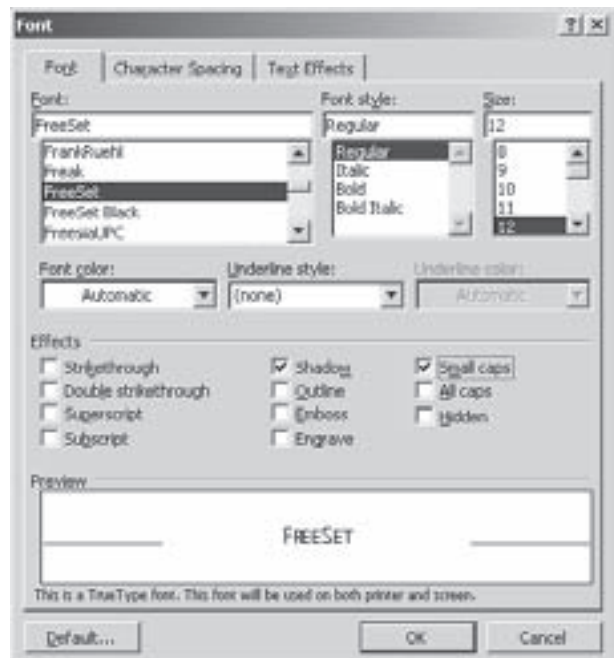 Font
Font Character Spacing Text Effects
Font: Font style: Size:
FreeSet Regular 12
FrankRuehl Regular 8
Freak Italic 9
FreeSet Bold 10
FreeSet Black Bold Italic 11
FreesiaUPC 12
Font color: Underline style: Underline color:
Automatic (none) Automatic
Effects
Strikethrough Shadow Small caps
Double strikethrough Outline All caps
Superscript Emboss Hidden
Subscript Engrave
Preview
FREESET
This is a TrueType font. This font will be used on both printer and screen.
Default... OK Cancel